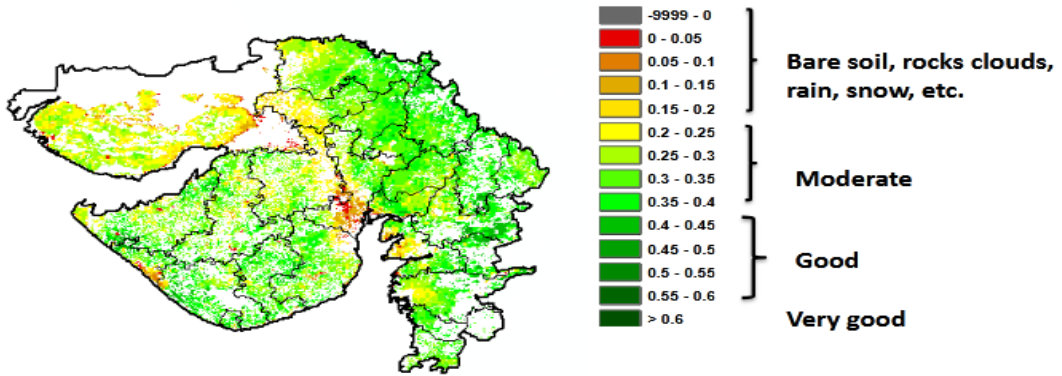 -9999 - 0
0 - 0.05
0.05 - 0.1
0.1 - 0.15
0.15 - 0.2
0.2 - 0.25
0.25 - 0.3
0.3 - 0.35
0.35 - 0.4
0.4 - 0.45
0.45 - 0.5
0.5 - 0.55
0.55 - 0.6
> 0.6
Bare soil, rocks clouds,
rain, snow, etc.
Moderate
Good
Very good